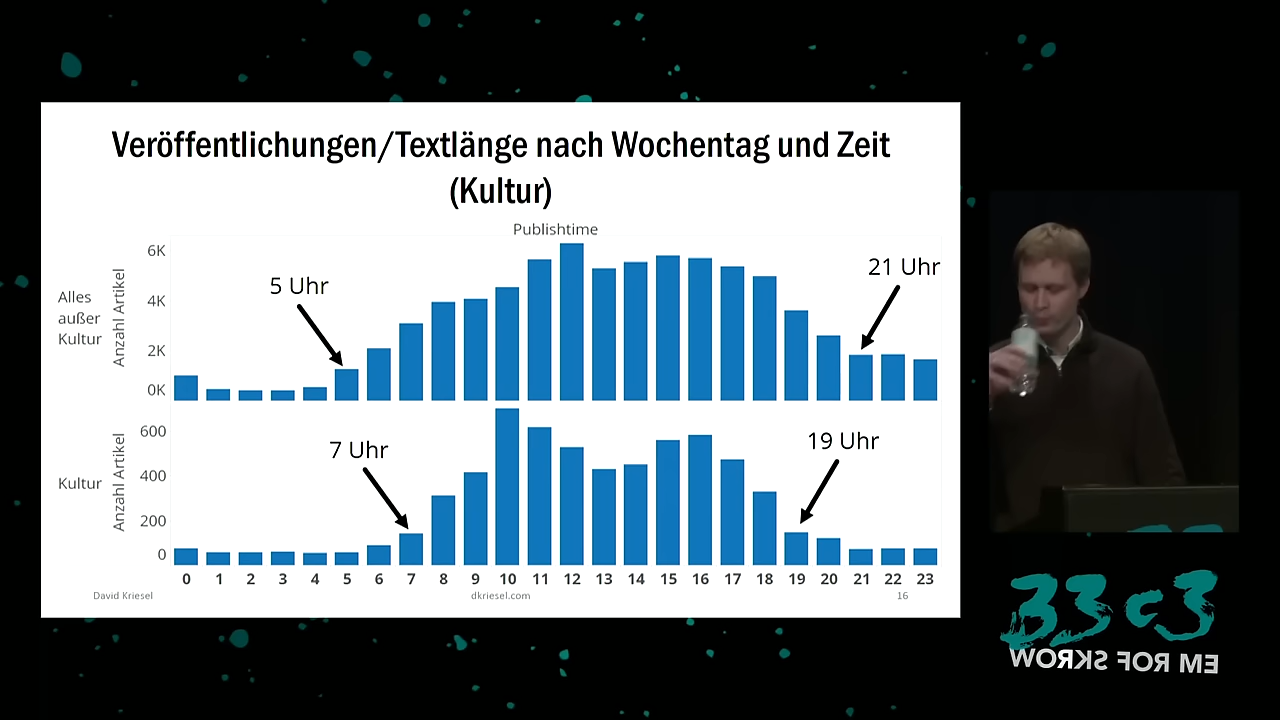 Veröffentlichungen/Textlänge nach Wochentag und Zeit
(Kultur)
Publishtime
Alles
außer
Kultur
Anzahl Artikel
6K
4K
2K
0K
5 Uhr
21 Uhr
Kultur
Anzahl Artikel
600
400
200
0
7 Uhr
19 Uhr
0 1 2 3 4 5 6 7 8 9 10 11 12 13 14 15 16 17 18 19 20 21 22 23
David Kriesel dkriesel.com 16
33c3
WORKS FOR ME